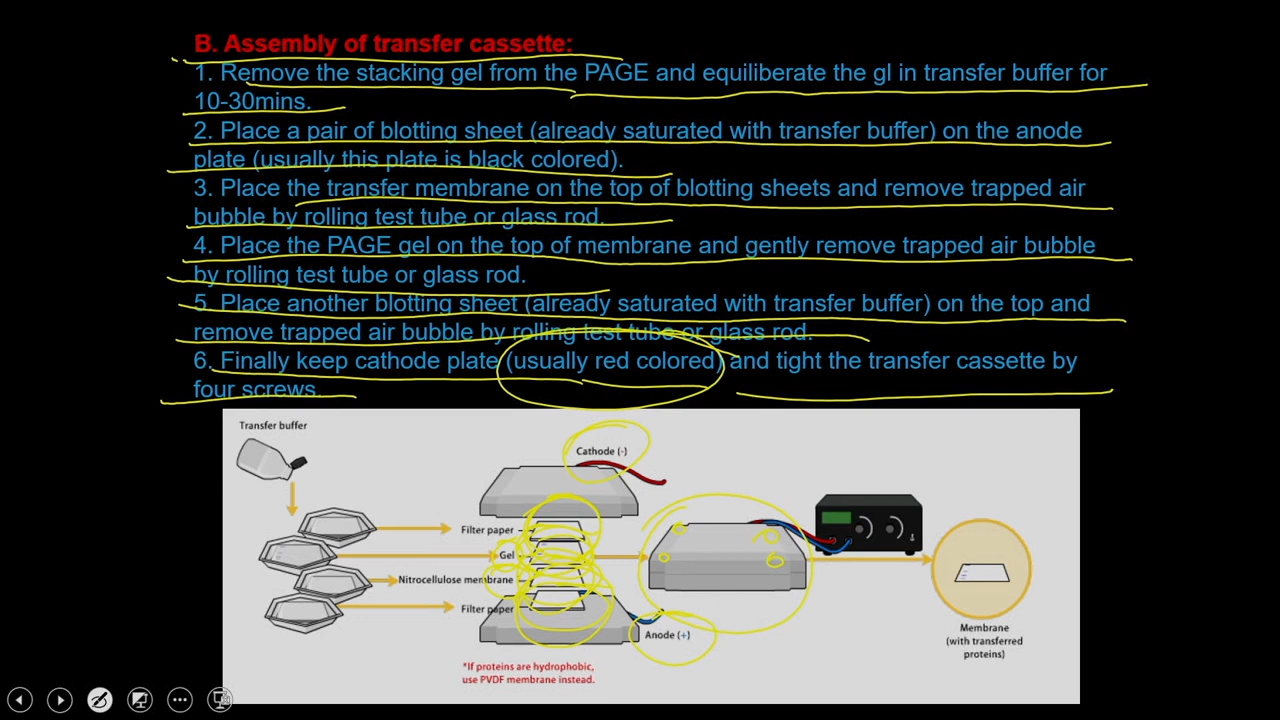 B. Assembly of transfer cassette:
1. Remove the stacking gel from the PAGE and equiliberate the gl in transfer buffer for
10-30mins.
2. Place a pair of blotting sheet (already saturated with transfer buffer) on the anode
plate (usually this plate is black colored).
3. Place the transfer membrane on the top of blotting sheets and remove trapped air
bubble by rolling test tube or glass rod.
4. Place the PAGE gel on the top of membrane and gently remove trapped air bubble
by rolling test tube or glass rod.
5. Place another blotting sheet (already saturated with transfer buffer) on the top and
remove trapped air bubble by rolling test tube or glass rod.
6. Finally keep cathode plate (usually red colored) and tight the transfer cassette by
four screws.
Transfer buffer
Cathode (-)
Filter paper
Gel
Nitrocellulose membrane
Filter paper
Anode (+)
Membrane
(with transferred
proteins)
*If proteins are hydrophobic,
use PVDF membrane instead.